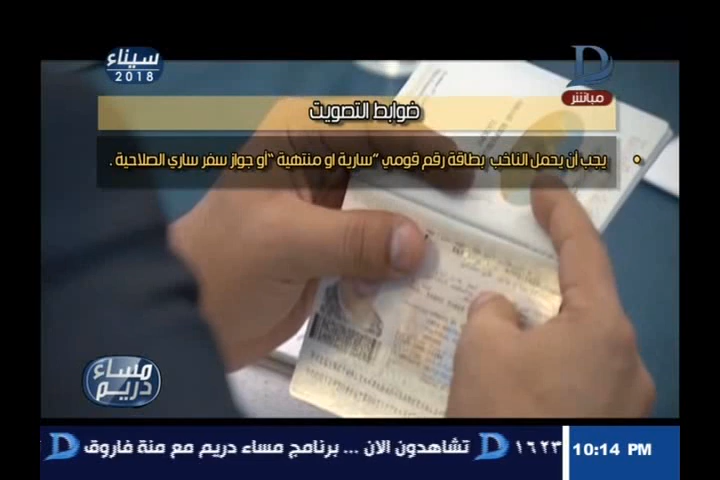 سيناء
2018
مباشر
ضوابط التصويت
• يجب أن يحمل الناخب بطاقة رقم قومي "سارية او منتهية "أو جواز سفر ساري الصلاحية .
مساء
دريم
تشاهدون الان ... برنامج مساء دريم مع منة فاروق
١٦٢٣
10:14 PM